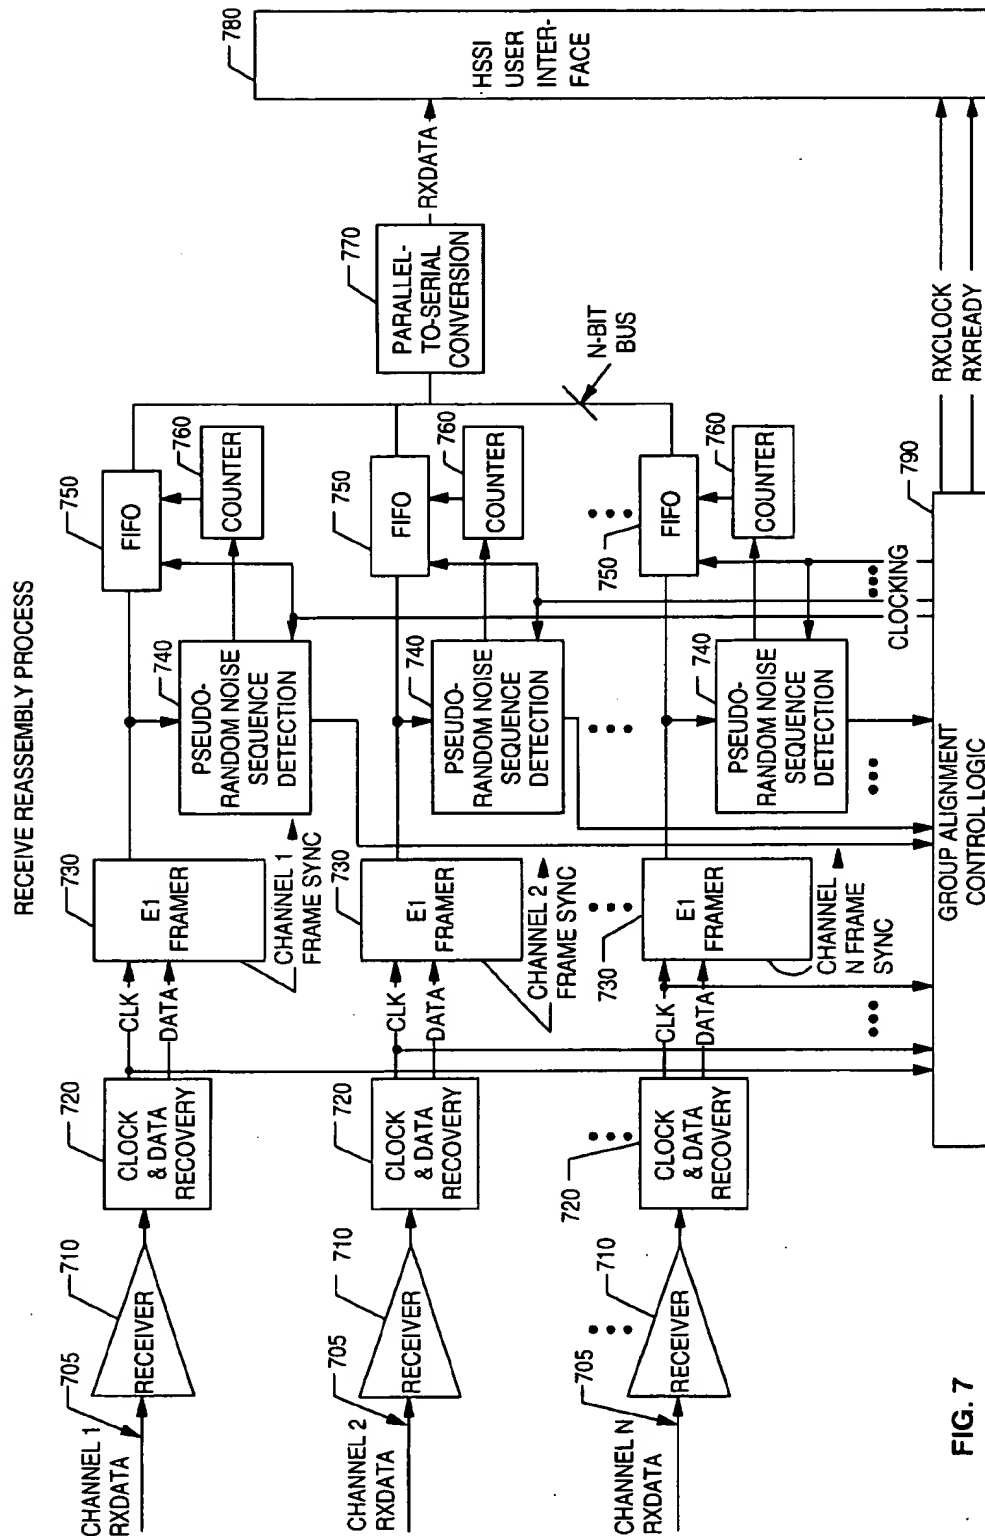 RECEIVE REASSEMBLY PROCESS
CHANNEL 1
RXDATA
705
710
RECEIVER
720
CLOCK
& DATA
RECOVERY
CLK
DATA
730
E1
FRAMER
CHANNEL 1
FRAME SYNC
740
PSEUDO-
RANDOM NOISE
SEQUENCE
DETECTION
750
FIFO
760
COUNTER
CHANNEL 2
RXDATA
705
710
RECEIVER
720
CLOCK
& DATA
RECOVERY
CLK
DATA
730
E1
FRAMER
CHANNEL 2
FRAME SYNC
740
PSEUDO-
RANDOM NOISE
SEQUENCE
DETECTION
750
FIFO
760
COUNTER
CHANNEL N
RXDATA
705
710
RECEIVER
720
CLOCK
& DATA
RECOVERY
CLK
DATA
730
E1
FRAMER
CHANNEL
N FRAME
SYNC
740
PSEUDO-
RANDOM NOISE
SEQUENCE
DETECTION
750
FIFO
760
COUNTER
N-BIT
BUS
770
PARALLEL-
TO-SERIAL
CONVERSION
RXDATA
780
HSSI
USER
INTER-
FACE
CLOCKING
790
GROUP ALIGNMENT
CONTROL LOGIC
RXCLOCK
RXREADY
FIG. 7